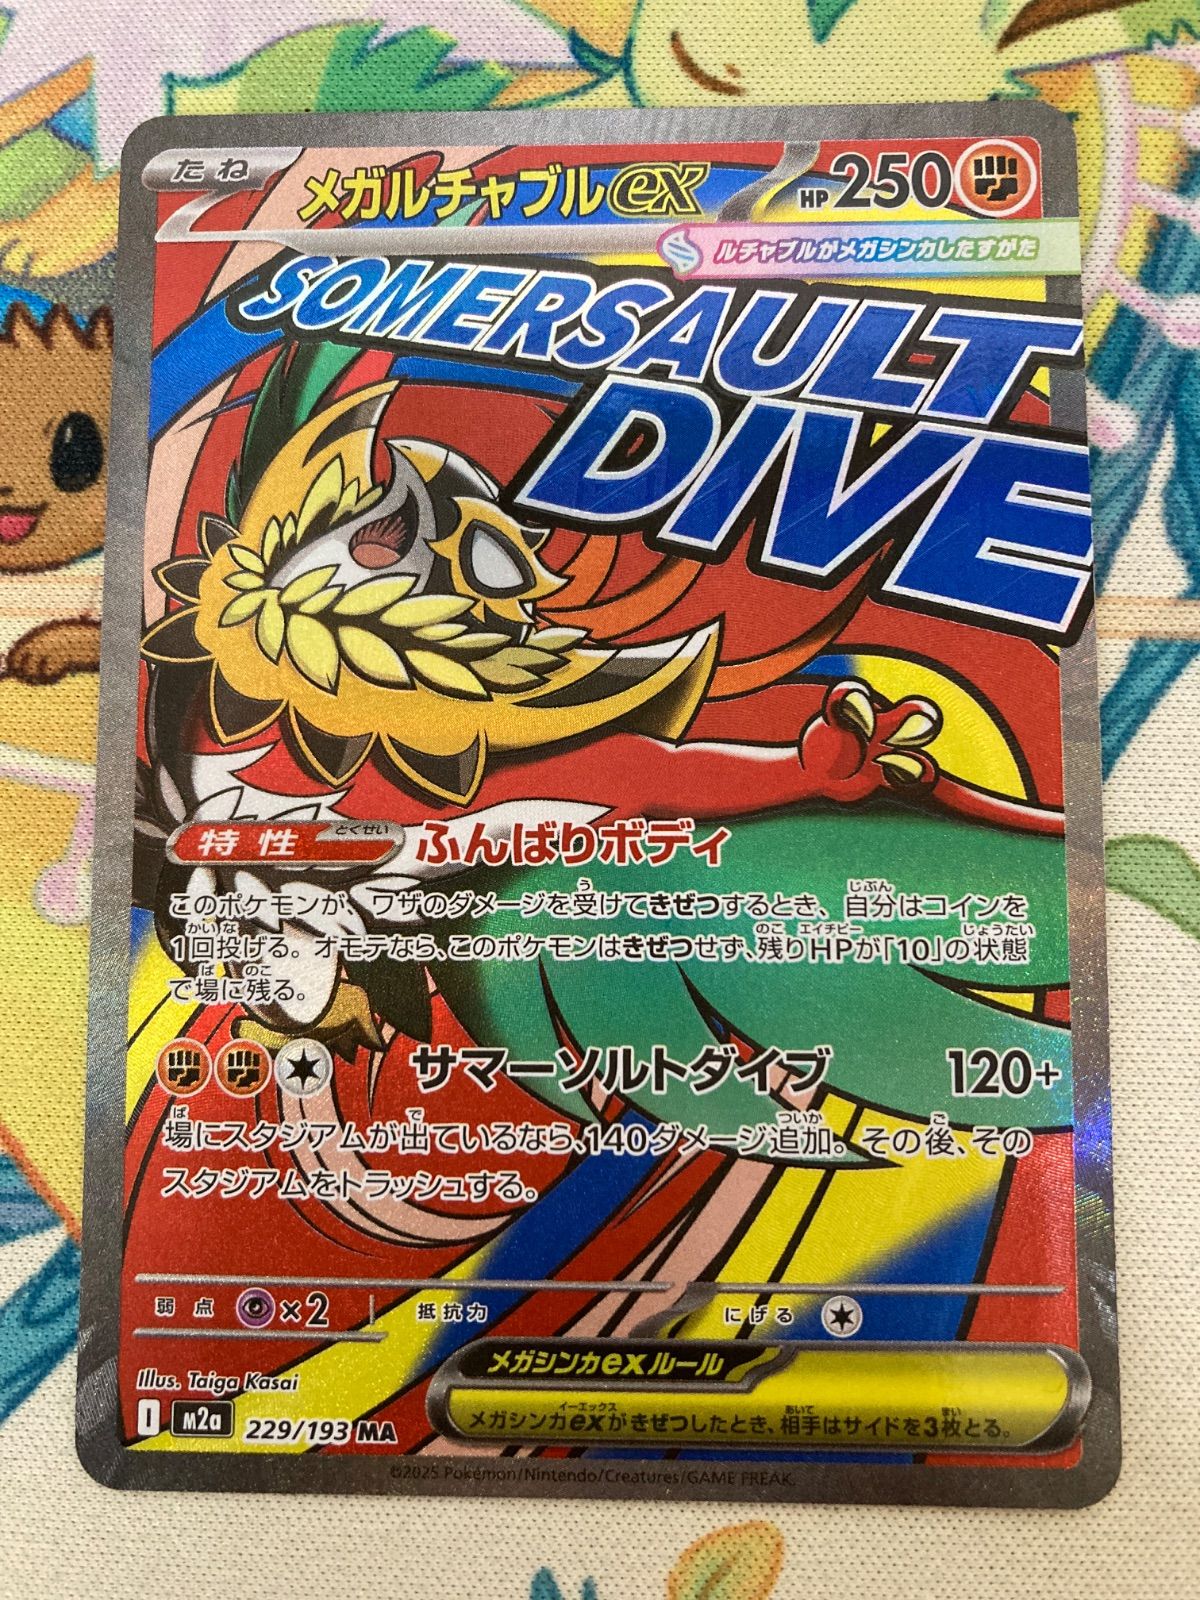 たね
メガルチャブルex
HP250
ルチャブルがメガシンカしたすがた
SOMERSAULT
DIVE
特性
とくせい
ふんばりボディ
このポケモンが、ワザのダメージを受けてきぜつするとき、自分はコインを
1回投げる。オモテなら、このポケモンはきぜつせず、残りHPが「10」の状態
で場に残る。
サマーソルトダイブ 120+
場にスタジアムが出ているなら、140ダメージ追加。その後、その
スタジアムをトラッシュする。
弱点 ×2 抵抗力 にげる
Illus. Taiga Kasai
メガシンカexルール
メガシンカexがきぜつしたとき、相手はサイドを3枚とる。
I m2a 229/193 MA
©2025 Pokémon/Nintendo/Creatures/GAME FREAK.